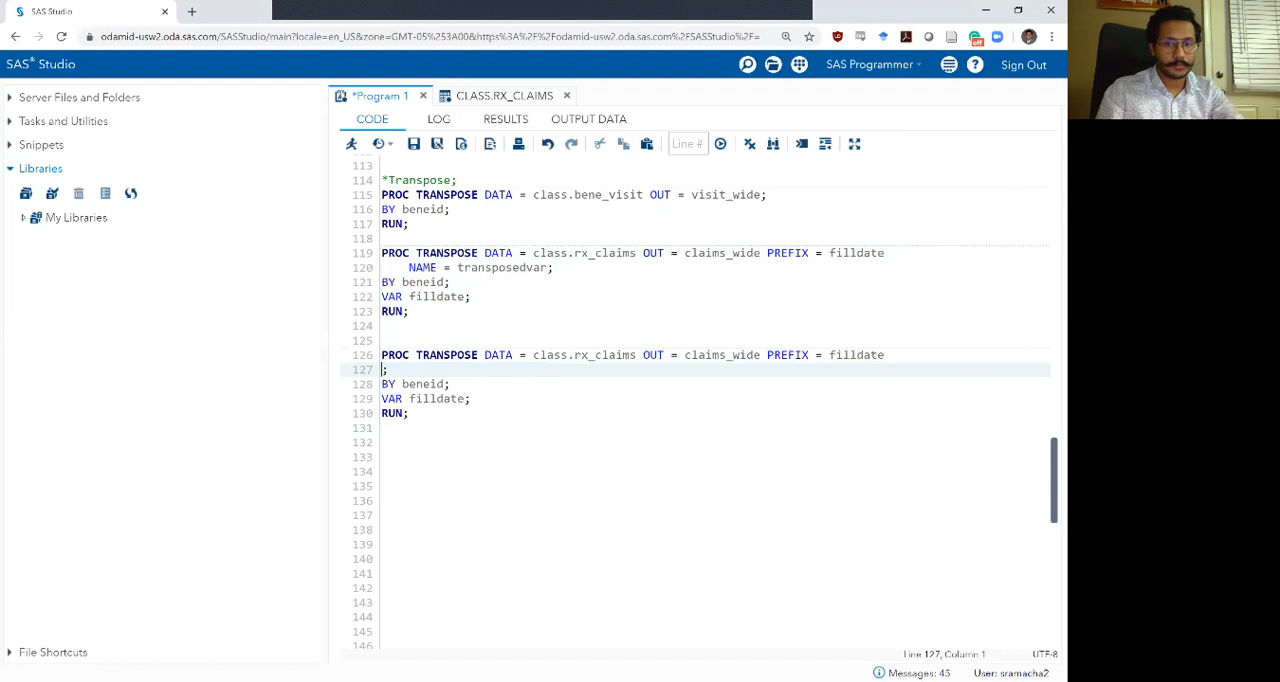 SAS Studio
odamid-usw2.oda.sas.com/SASStudio/main?locale=en_US&zone=GMT-05%253A00&https%3A%2F%2Fodamid-usw2.oda.sas.com%2FSASStudio%2F=
SAS® Studio
SAS Programmer
Sign Out
Server Files and Folders
Tasks and Utilities
Snippets
Libraries
My Libraries
File Shortcuts
*Program 1
CLASS.RX_CLAIMS
CODE
LOG
RESULTS
OUTPUT DATA
Line #
113
114 *Transpose;
115 PROC TRANSPOSE DATA = class.bene_visit OUT = visit_wide;
116 BY beneid;
117 RUN;
118
119 PROC TRANSPOSE DATA = class.rx_claims OUT = claims_wide PREFIX = filldate
120 NAME = transposedvar;
121 BY beneid;
122 VAR filldate;
123 RUN;
124
125
126 PROC TRANSPOSE DATA = class.rx_claims OUT = claims_wide PREFIX = filldate
127 ;
128 BY beneid;
129 VAR filldate;
130 RUN;
131
132
133
134
135
136
137
138
139
140
141
142
143
144
145
146
Line 127, Column 1
UTF-8
Messages: 45
User: sramacha2